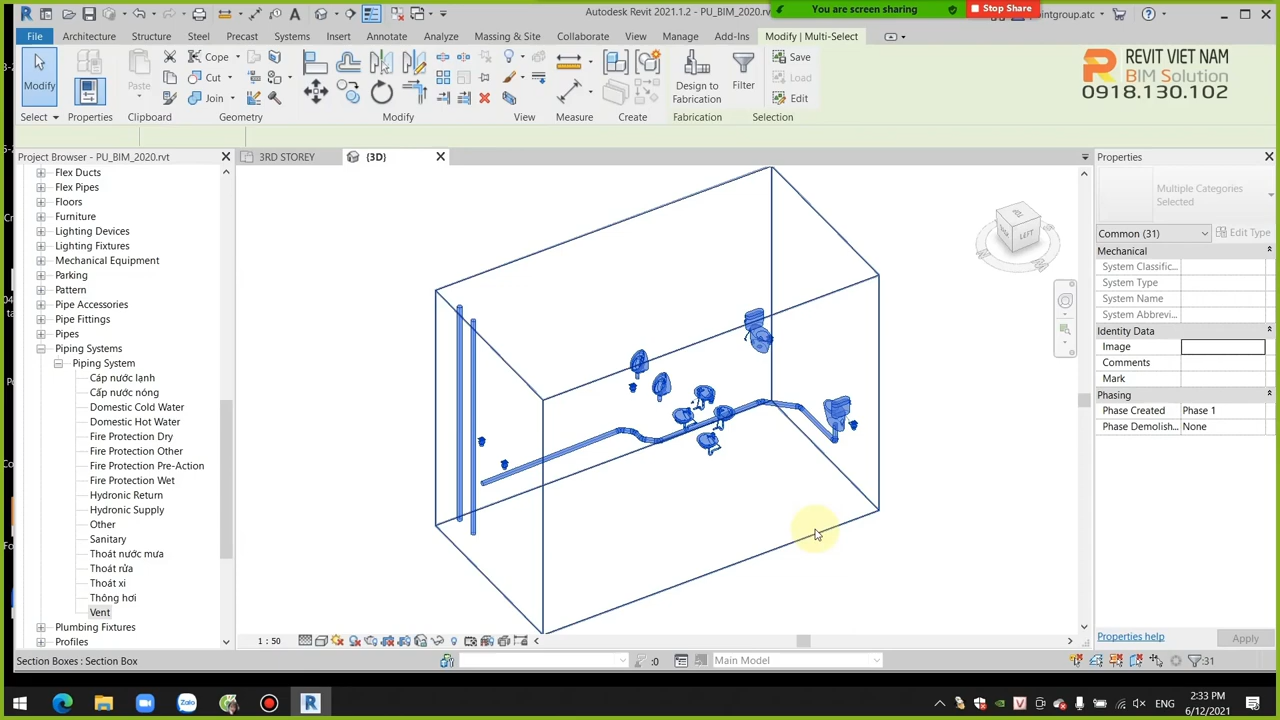 Autodesk Revit 2021.1.2 - PU_BIM_2020.rv
You are screen sharing
Stop Share
ointgroup.atc
File Architecture Structure Steel Precast Systems Insert Annotate Analyze Massing & Site Collaborate View Manage Add-Ins Modify | Multi-Select
REVIT VIET NAM
BIM Solution
0918.130.102
Modify
Paste
Cope
Cut
Join
Design to
Fabrication
Filter
Save
Load
Edit
Select Properties Clipboard Geometry Modify View Measure Create Fabrication Selection
Project Browser - PU_BIM_2020.rvt
3RD STOREY
{3D}
Properties
Flex Ducts
Flex Pipes
Floors
Furniture
Lighting Devices
Lighting Fixtures
Mechanical Equipment
Parking
Pattern
Pipe Accessories
Pipe Fittings
Pipes
Piping Systems
Piping System
Cáp nước lạnh
Cấp nước nóng
Domestic Cold Water
Domestic Hot Water
Fire Protection Dry
Fire Protection Other
Fire Protection Pre-Action
Fire Protection Wet
Hydronic Return
Hydronic Supply
Other
Sanitary
Thoát nước mưa
Thoát rửa
Thoát xi
Thông hơi
Vent
Plumbing Fixtures
Profiles
LEFT
Multiple Categories
Selected
Common (31)
Edit Type
Mechanical
System Classific...
System Type
System Name
System Abbrevi...
Identity Data
Image
Comments
Mark
Phasing
Phase Created Phase 1
Phase Demolish... None
Properties help
Apply
1 : 50
Section Boxes : Section Box
:0
Main Model
:31
Zalo
ENG
2:33 PM
6/12/2021